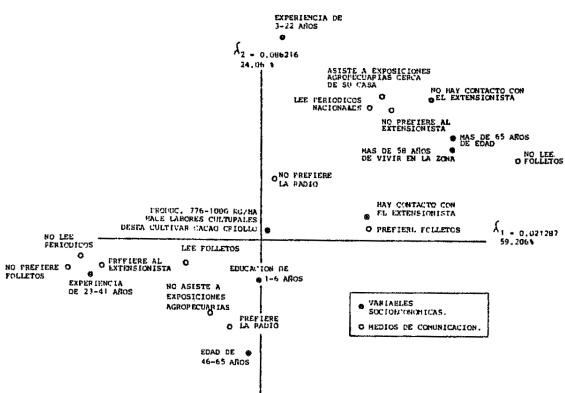 EXPERIENCIA DE
3-22 AÑOS
2 = 0.086216
24.06 %
ASISTE A EXPOSICIONES
AGROPECUARIAS CERCA
DE SU CASA
NO HAY CONTACTO CON
EL EXTENSIONISTA
LEE PERIODICOS
NACIONALES
NO PREFIERE AL
EXTENSIONISTA
MAS DE 65 AÑOS
DE EDAD
MAS DE 58 AÑOS
DE VIVIR EN LA ZONA
NO LEE
FOLLETOS
NO PREFIERE
LA RADIO
HAY CONTACTO CON
EL EXTENSIONISTA
PRODUC. 776-1000 KG/HA
HACE LABORES CULTURALES
DESEA CULTIVAR CACAO CRIOLLO
PREFIERE FOLLETOS
1 = 0.021287
59.206%
NO LEE
PERIODICOS
LEE FOLLETOS
NO PREFIERE
FOLLETOS
PREFIERE AL
EXTENSIONISTA
EXPERIENCIA
DE 23-41 AÑOS
EDUCACION DE
1-6 AÑOS
NO ASISTE A
EXPOSICIONES
AGROPECUARIAS
PREFIERE
LA RADIO
EDAD DE
46-65 AÑOS
VARIABLES
SOCIOECONOMICAS.
MEDIOS DE COMUNICACION.